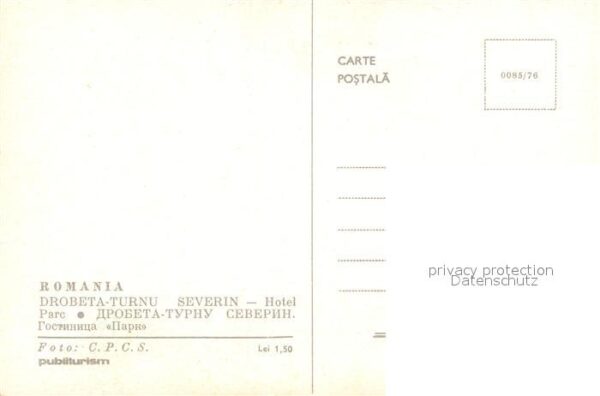 CARTE
POȘTALĂ
0085/76
privacy protection
Datenschutz
ROMANIA
DROBETA-TURNU SEVERIN — Hotel
Parc ● ДРОБЕТА-ТУРНУ СЕВЕРИН.
Гостиница «Парк»
Foto: C. P. C. S. Lei 1,50
publiturism